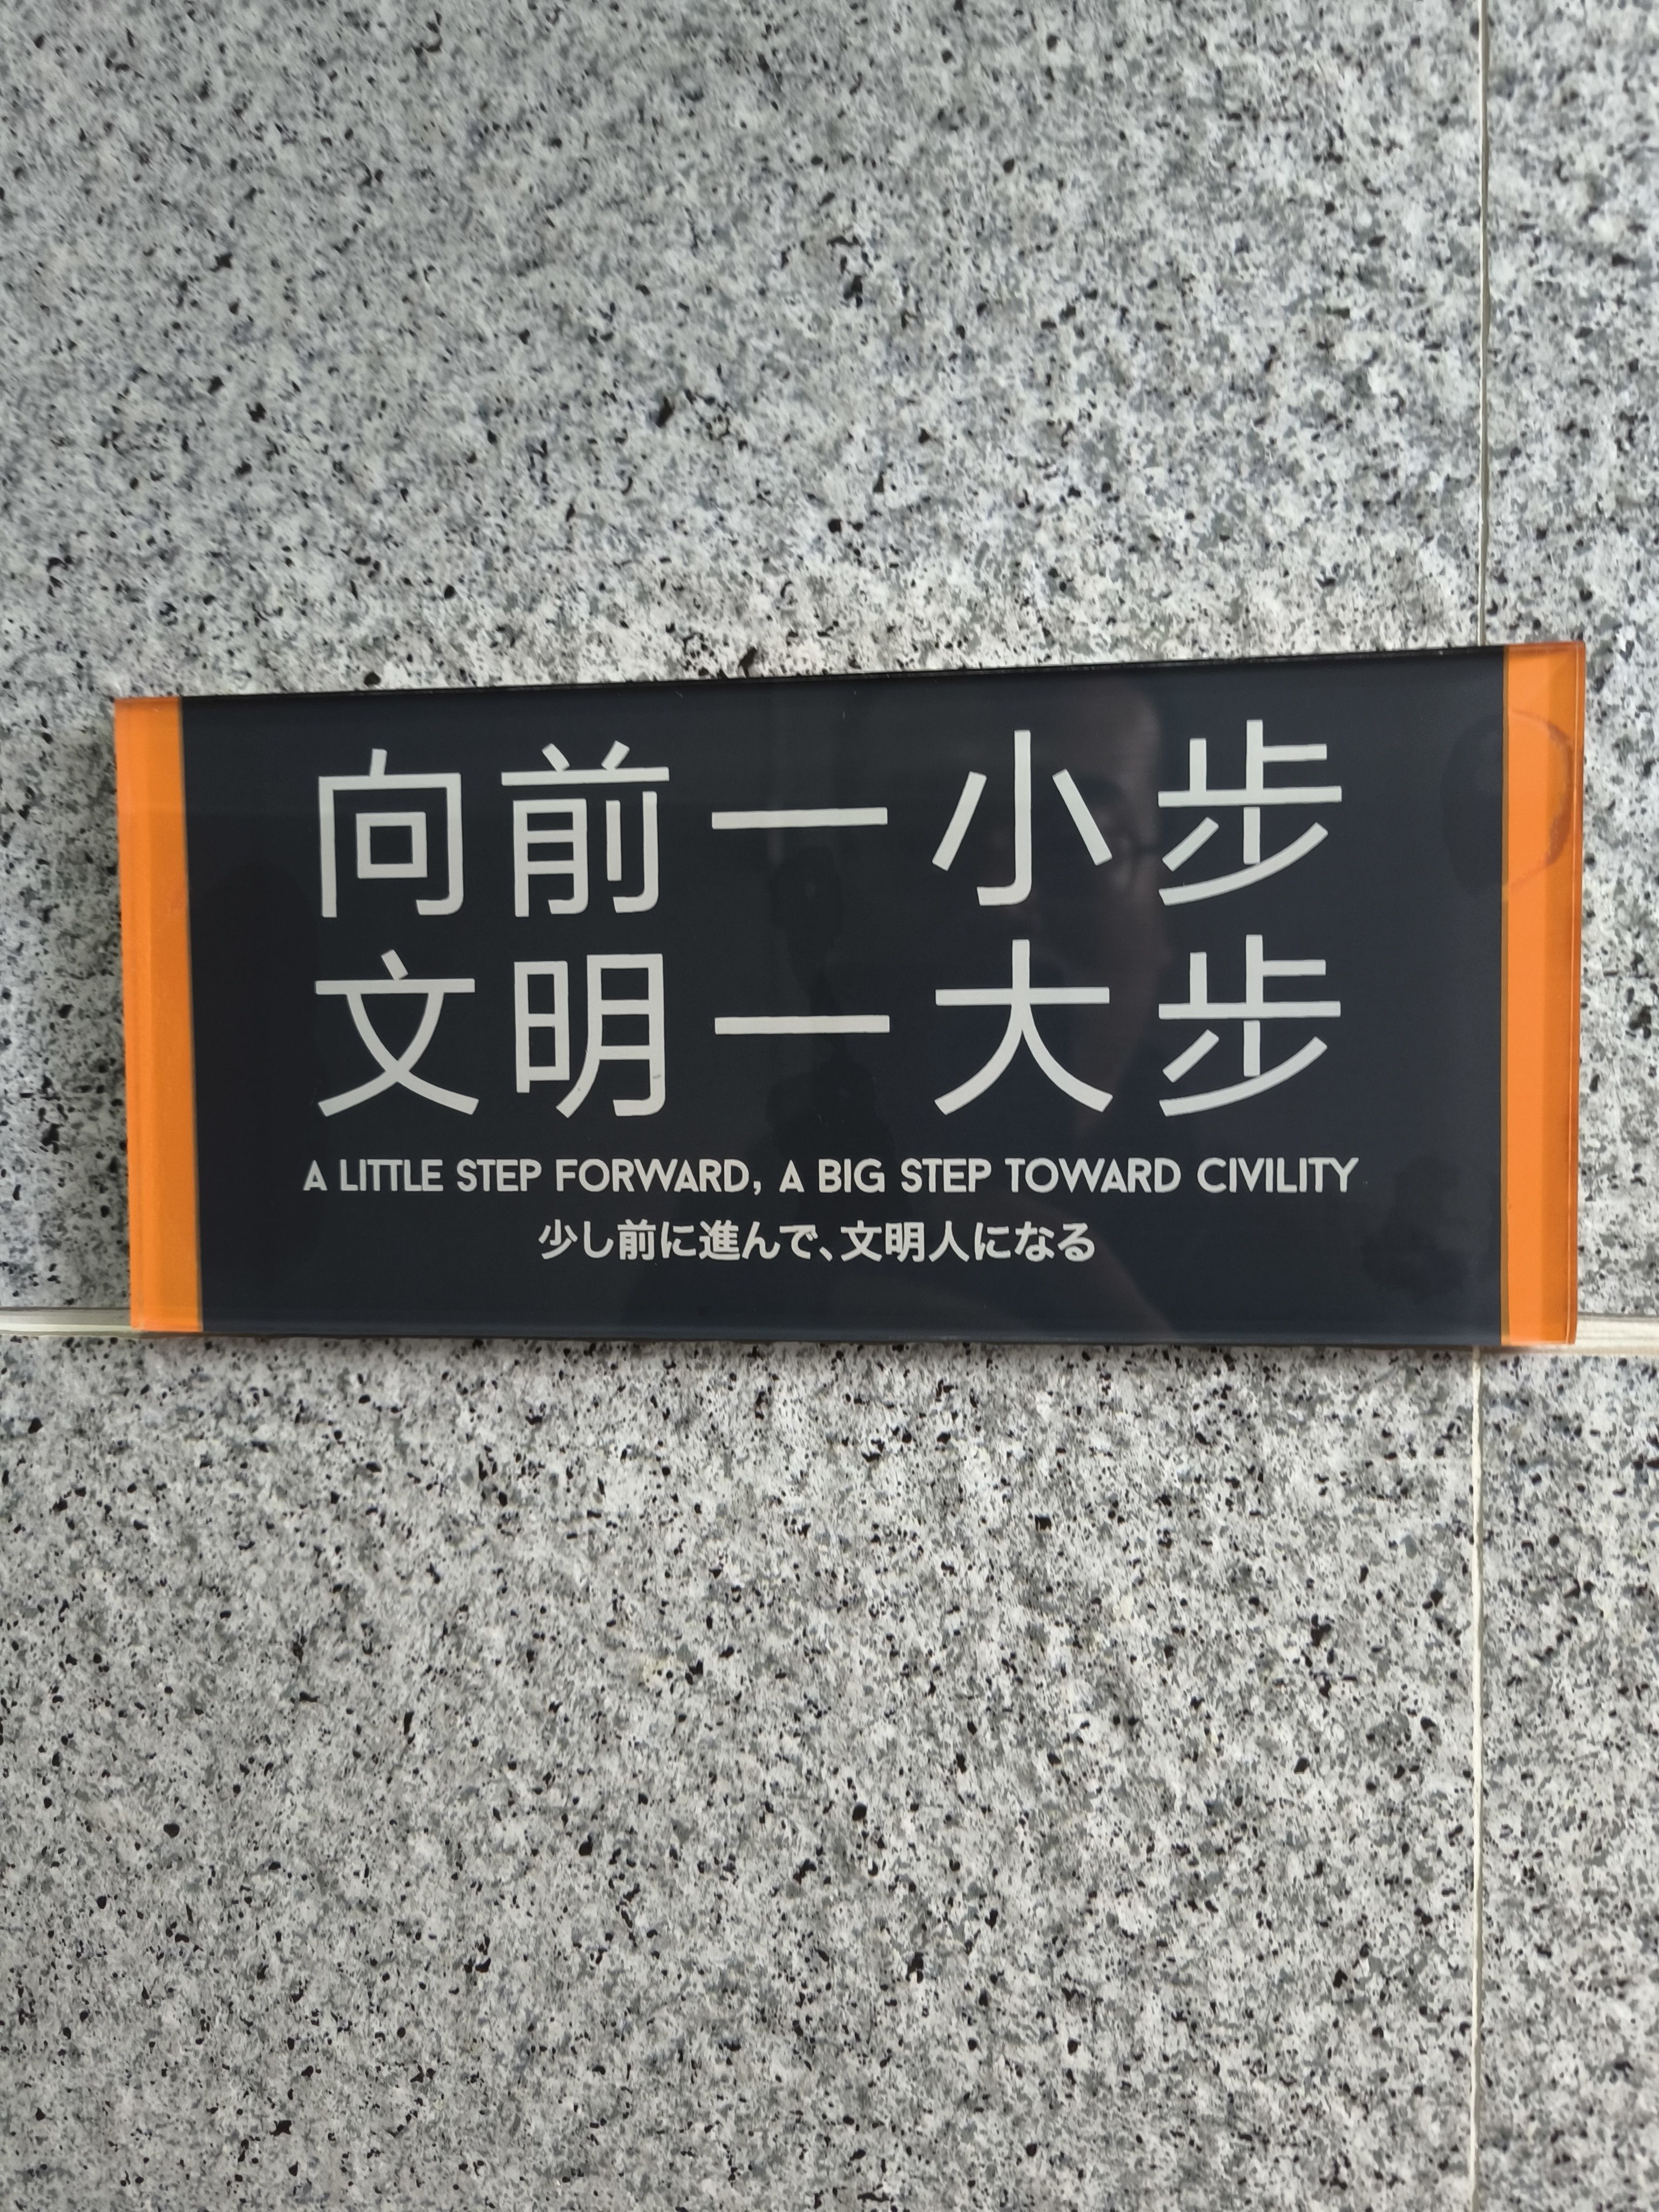 向前一小步
文明一大步
A LITTLE STEP FORWARD, A BIG STEP TOWARD CIVILITY
少し前に進んで、文明人になる